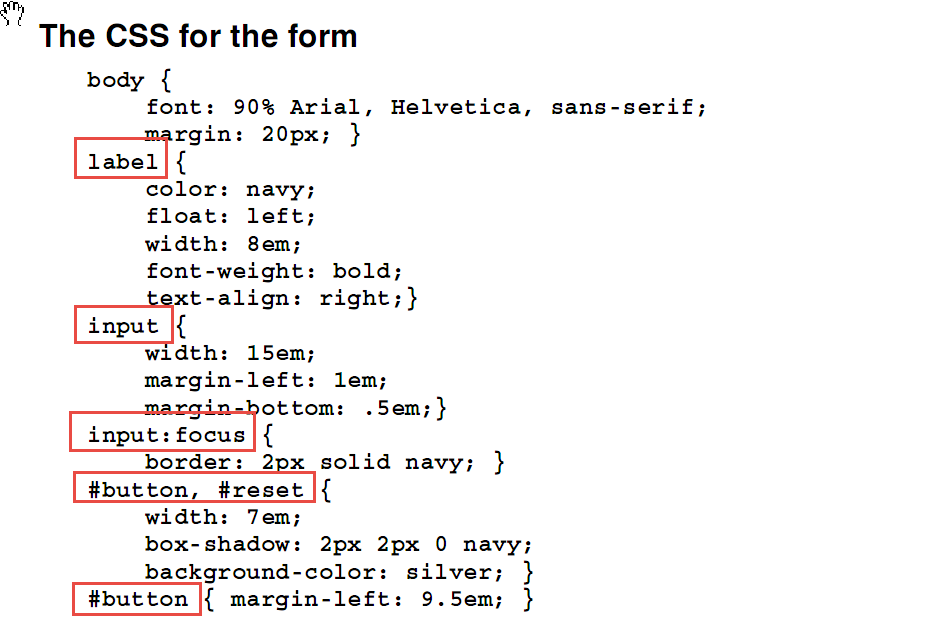 The CSS for the form
body {
font: 90% Arial, Helvetica, sans-serif;
margin: 20px; }
label {
color: navy;
float: left;
width: 8em;
font-weight: bold;
text-align: right;}
input {
width: 15em;
margin-left: 1em;
margin-bottom: .5em;}
input:focus {
border: 2px solid navy; }
#button, #reset {
width: 7em;
box-shadow: 2px 2px 0 navy;
background-color: silver; }
#button { margin-left: 9.5em; }